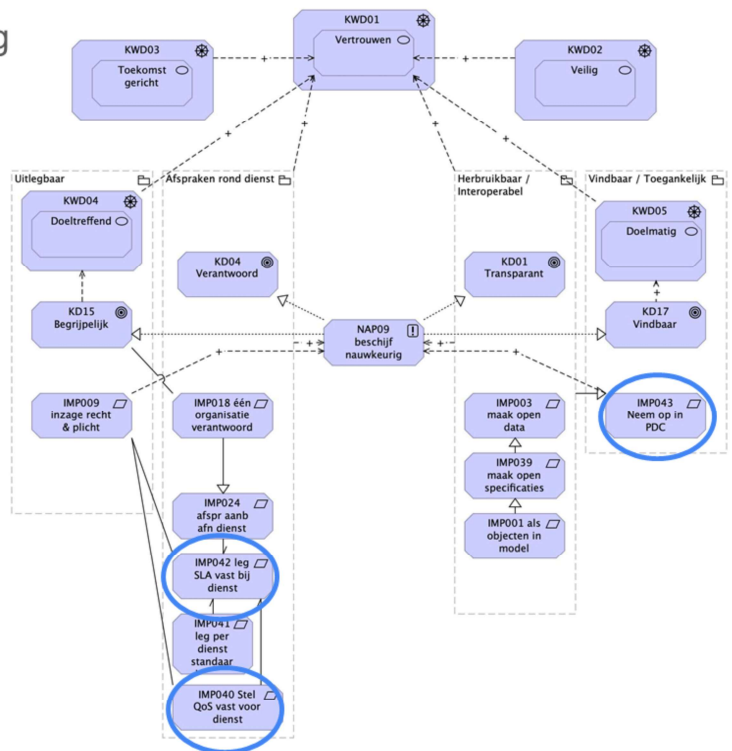 g
KWD01
Vertrouwen
KWD03
Toekomst
gericht
KWD02
Veilig
Uitlegbaar
KWD04
Doeltreffend
KD15
Begrijpelijk
IMP009
inzage recht
& plicht
Afspraken rond dienst
KD04
Verantwoord
IMP018 één
organisatie
verantwoord
IMP024
afspr aanb
afn dienst
IMP042 leg
SLA vast bij
dienst
IMP041
leg per
dienst
standaar
IMP040 Stel
QoS vast voor
dienst
NAP09
beschijf
nauwkeurig
Herbruikbaar /
Interoperabel
KD01
Transparant
IMP003
maak open
data
IMP039
maak open
specificaties
IMP001 als
objecten in
model
Vindbaar / Toegankelijk
KWD05
Doelmatig
KD17
Vindbaar
IMP043
Neem op in
PDC